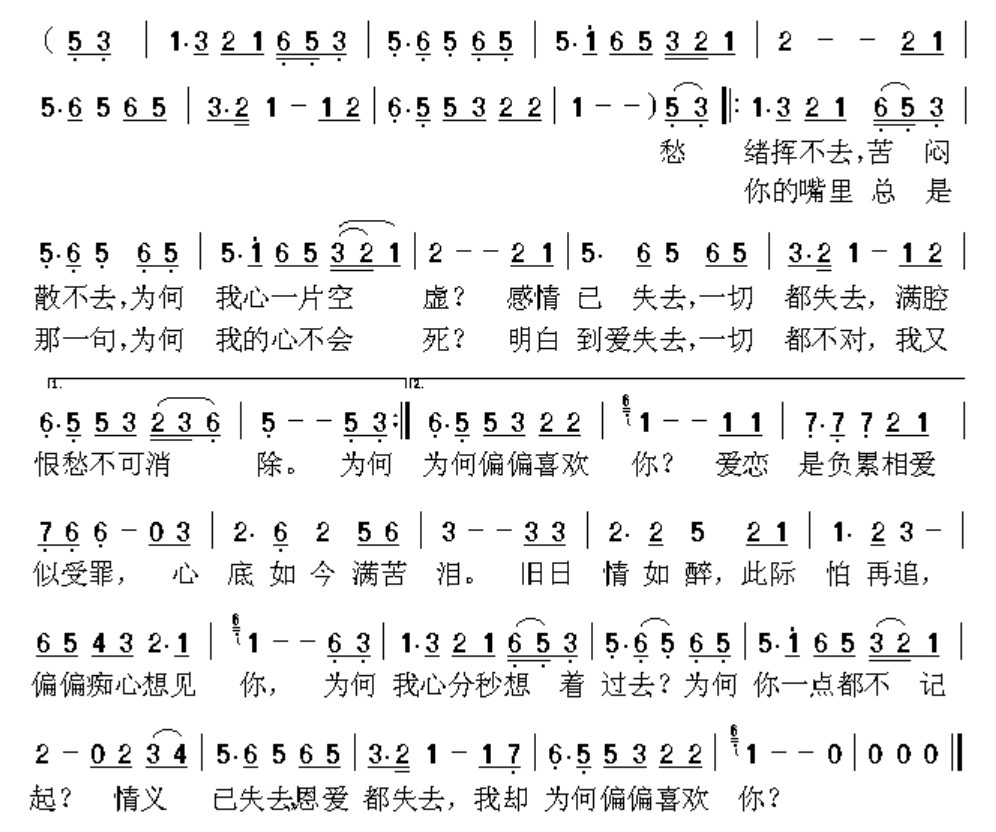 ( 5 3 | 1·3 2 1 6 5 3 | 5·6 5 6 5 | 5·1 6 5 3 2 1 | 2 - - 2 1 |
5·6 5 6 5 | 3·2 1 - 1 2 | 6·5 5 3 2 2 | 1 - - ) 5 3 ‖: 1·3 2 1 6 5 3 |
愁 绪挥不去,苦 闷
你的嘴里 总 是
5·6 5 6 5 | 5·1 6 5 3 2 1 | 2 - - 2 1 | 5· 6 5 6 5 | 3·2 1 - 1 2 |
散不去,为何 我心一片空 虚? 感情 已 失去,一切 都失去, 满腔
那一句,为何 我的心不会 死? 明白 到爱失去,一切 都不对, 我又
1. 2.
6·5 5 3 2 3 6 | 5 - - 5 3 :‖ 6·5 5 3 2 2 | 6 1 1 - - 1 1 | 7·7 7 2 1 |
恨愁不可消 除。 为何 为何偏偏喜欢 你? 爱恋 是负累相爱
7 6 6 - 0 3 | 2· 6 2 5 6 | 3 - - 3 3 | 2· 2 5 2 1 | 1· 2 3 - |
似受罪, 心 底 如 今 满苦 泪。 旧日 情 如 醉,此际 怕 再追,
6 5 4 3 2·1 | 6 1 1 - - 6 3 | 1·3 2 1 6 5 3 | 5·6 5 6 5 | 5·1 6 5 3 2 1 |
偏偏痴心想见 你, 为何 我心分秒想 着 过去?为何 你一点都不 记
2 - 0 2 3 4 | 5·6 5 6 5 | 3·2 1 - 1 7 | 6·5 5 3 2 2 | 6 1 1 - - 0 | 0 0 0 ‖
起? 情义 已失去,恩爱 都失去, 我却 为何偏偏喜欢 你?